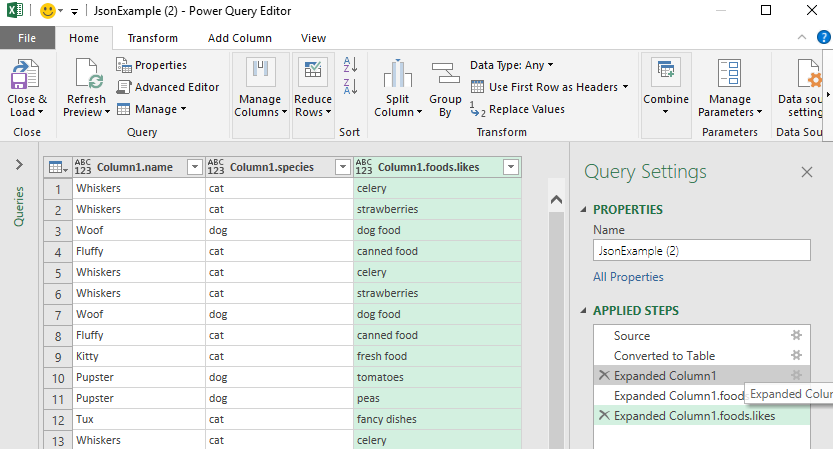 JsonExample (2) - Power Query Editor
File Home Transform Add Column View
Close & Load
Refresh Preview
Properties
Advanced Editor
Manage
Manage Columns
Reduce Rows
A Z
Z A
Split Column
Group By
Data Type: Any
Use First Row as Headers
1 2 Replace Values
Combine
Manage Parameters
Data sou
setting
Close Query Sort Transform Parameters Data Sou
Queries
ABC 123 Column1.name ABC 123 Column1.species ABC 123 Column1.foods.likes
1 Whiskers cat celery
2 Whiskers cat strawberries
3 Woof dog dog food
4 Fluffy cat canned food
5 Whiskers cat celery
6 Whiskers cat strawberries
7 Woof dog dog food
8 Fluffy cat canned food
9 Kitty cat fresh food
10 Pupster dog tomatoes
11 Pupster dog peas
12 Tux cat fancy dishes
13 Whiskers cat celery
Query Settings
PROPERTIES
Name
JsonExample (2)
All Properties
APPLIED STEPS
Source
Converted to Table
Expanded Column1
Expanded Column1.food
Expanded Colur
Expanded Column1.foods.likes